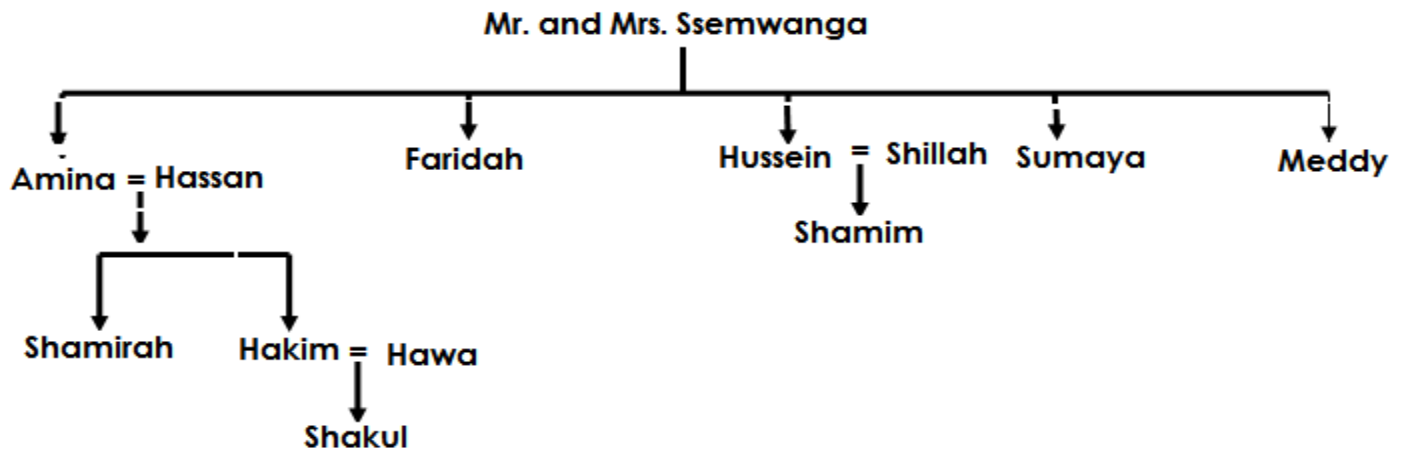 Mr. and Mrs. Ssemwanga
Amina = Hassan
Faridah
Hussein = Shillah
Sumaya
Meddy
Shamim
Shamirah
Hakim = Hawa
Shakul